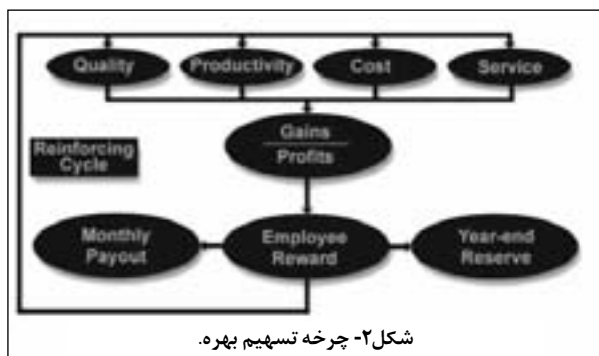 Quality Productivity Cost Service
Gains
Profits
Reinforcing
Cycle
Monthly
Payout
Employee
Reward
Year-end
Reserve
شکل۲- چرخه تسهیم بهره.